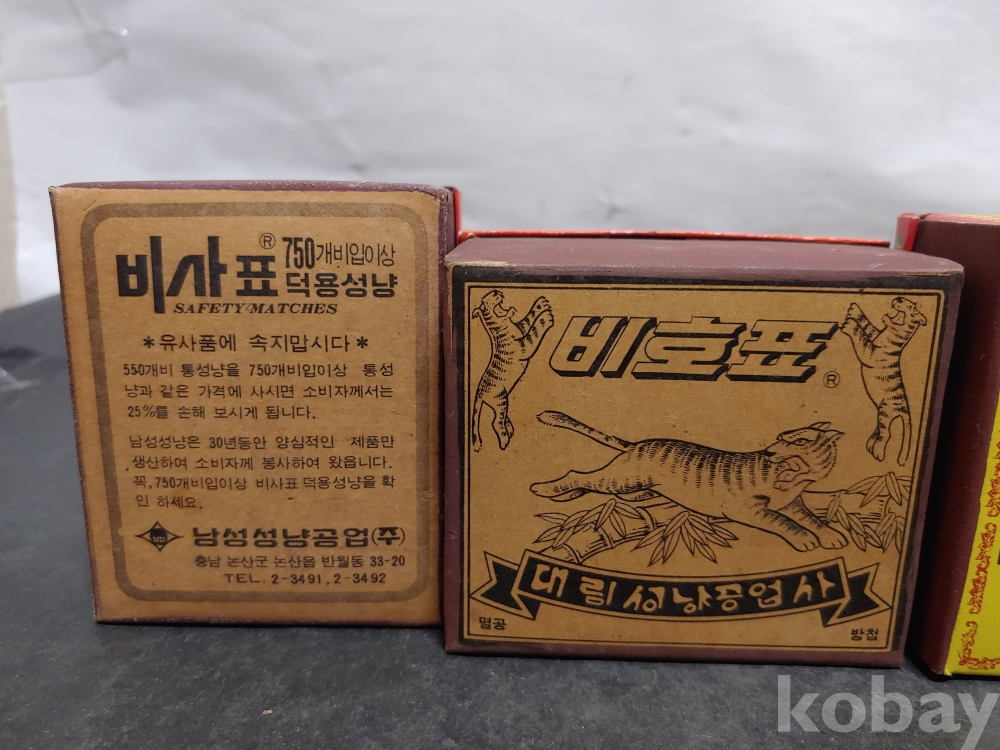 비사표 ® 750개비입이상
덕용성냥
SAFETY/MATCHES
*유사품에 속지맙시다*
550개비 통성냥을 750개비입이상 통성
냥과 같은 가격에 사시면 소비자께서는
25%를 손해 보시게 됩니다.
남성성냥은 30년동안 양심적인 제품만
생산하여 소비자께 봉사하여 왔읍니다.
꼭, 750개비입이상 비사표 덕용성냥을 확
인 하세요.
남성성냥공업(주)
충남 논산군 논산읍 반월동 33-20
TEL. 2-3491, 2-3492
비호표 ®
대림성냥공업사
멸공 방첩
kobay